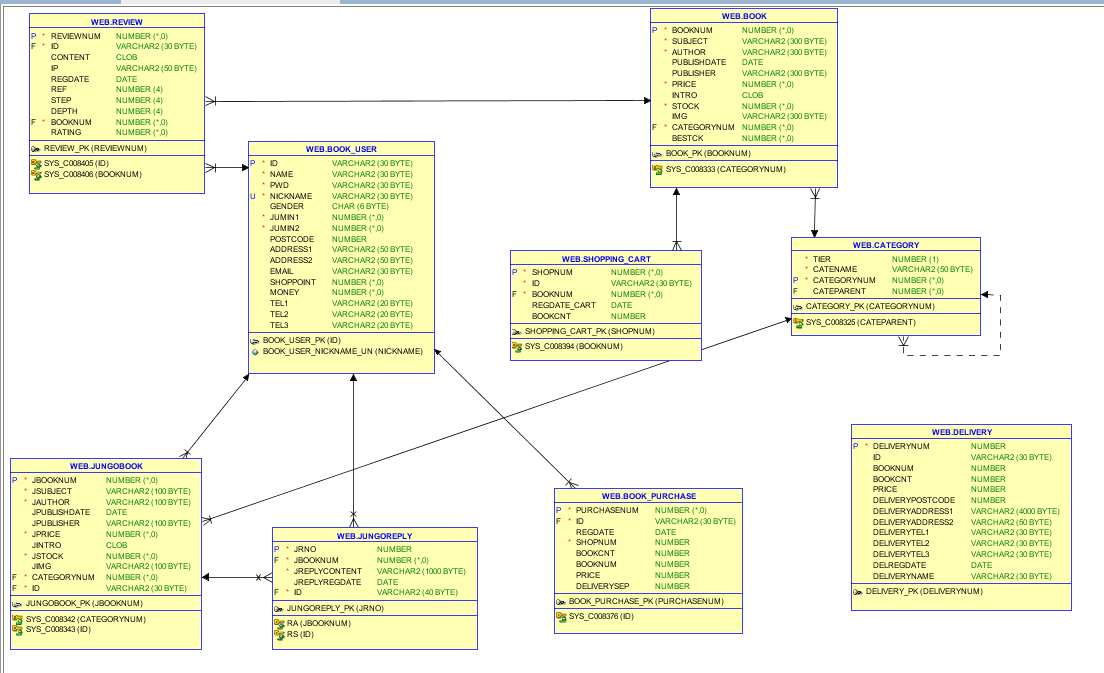 WEB.REVIEW
P * REVIEWNUM NUMBER (*,0)
F * ID VARCHAR2 (30 BYTE)
CONTENT CLOB
IP VARCHAR2 (50 BYTE)
REGDATE DATE
REF NUMBER (4)
STEP NUMBER (4)
DEPTH NUMBER (4)
F * BOOKNUM NUMBER (*,0)
RATING NUMBER (*,0)
REVIEW_PK (REVIEWNUM)
SYS_C008405 (ID)
SYS_C008406 (BOOKNUM)
WEB.BOOK
P * BOOKNUM NUMBER (*,0)
* SUBJECT VARCHAR2 (300 BYTE)
* AUTHOR VARCHAR2 (300 BYTE)
PUBLISHDATE DATE
PUBLISHER VARCHAR2 (300 BYTE)
* PRICE NUMBER (*,0)
INTRO CLOB
* STOCK NUMBER (*,0)
IMG VARCHAR2 (300 BYTE)
F * CATEGORYNUM NUMBER (*,0)
BESTCK NUMBER (*,0)
BOOK_PK (BOOKNUM)
SYS_C008333 (CATEGORYNUM)
WEB.BOOK_USER
P * ID VARCHAR2 (30 BYTE)
* NAME VARCHAR2 (30 BYTE)
* PWD VARCHAR2 (30 BYTE)
U * NICKNAME VARCHAR2 (30 BYTE)
GENDER CHAR (6 BYTE)
* JUMIN1 NUMBER (*,0)
* JUMIN2 NUMBER (*,0)
POSTCODE NUMBER
ADDRESS1 VARCHAR2 (50 BYTE)
ADDRESS2 VARCHAR2 (50 BYTE)
EMAIL VARCHAR2 (30 BYTE)
SHOPPOINT NUMBER (*,0)
MONEY NUMBER (*,0)
TEL1 VARCHAR2 (20 BYTE)
TEL2 VARCHAR2 (20 BYTE)
TEL3 VARCHAR2 (20 BYTE)
BOOK_USER_PK (ID)
BOOK_USER_NICKNAME_UN (NICKNAME)
WEB.SHOPPING_CART
P * SHOPNUM NUMBER (*,0)
* ID VARCHAR2 (30 BYTE)
F * BOOKNUM NUMBER (*,0)
REGDATE_CART DATE
BOOKCNT NUMBER
SHOPPING_CART_PK (SHOPNUM)
SYS_C008394 (BOOKNUM)
WEB.CATEGORY
* TIER NUMBER (1)
* CATENAME VARCHAR2 (50 BYTE)
P * CATEGORYNUM NUMBER (*,0)
F CATEPARENT NUMBER (*,0)
CATEGORY_PK (CATEGORYNUM)
SYS_C008325 (CATEPARENT)
WEB.JUNGOBOOK
P * JBOOKNUM NUMBER (*,0)
* JSUBJECT VARCHAR2 (100 BYTE)
* JAUTHOR VARCHAR2 (100 BYTE)
JPUBLISHDATE DATE
JPUBLISHER VARCHAR2 (100 BYTE)
* JPRICE NUMBER (*,0)
JINTRO CLOB
* JSTOCK NUMBER (*,0)
JIMG VARCHAR2 (100 BYTE)
F * CATEGORYNUM NUMBER (*,0)
F * ID VARCHAR2 (30 BYTE)
JUNGOBOOK_PK (JBOOKNUM)
SYS_C008342 (CATEGORYNUM)
SYS_C008343 (ID)
WEB.JUNGOREPLY
P * JRNO NUMBER
F * JBOOKNUM NUMBER (*,0)
* JREPLYCONTENT VARCHAR2 (1000 BYTE)
JREPLYREGDATE DATE
F * ID VARCHAR2 (40 BYTE)
JUNGOREPLY_PK (JRNO)
RA (JBOOKNUM)
RS (ID)
WEB.BOOK_PURCHASE
P * PURCHASENUM NUMBER (*,0)
F * ID VARCHAR2 (30 BYTE)
REGDATE DATE
* SHOPNUM NUMBER (*,0)
BOOKCNT NUMBER
BOOKNUM NUMBER
PRICE NUMBER
DELIVERYSEP NUMBER
BOOK_PURCHASE_PK (PURCHASENUM)
SYS_C008376 (ID)
WEB.DELIVERY
P * DELIVERYNUM NUMBER
ID VARCHAR2 (30 BYTE)
BOOKNUM NUMBER
BOOKCNT NUMBER
PRICE NUMBER
DELIVERYPOSTCODE NUMBER
DELIVERYADDRESS1 VARCHAR2 (4000 BYTE)
DELIVERYADDRESS2 VARCHAR2 (50 BYTE)
DELIVERYTEL1 VARCHAR2 (30 BYTE)
DELIVERYTEL2 VARCHAR2 (30 BYTE)
DELIVERYTEL3 VARCHAR2 (30 BYTE)
DELREGDATE DATE
DELIVERYNAME VARCHAR2 (30 BYTE)
DELIVERY_PK (DELIVERYNUM)